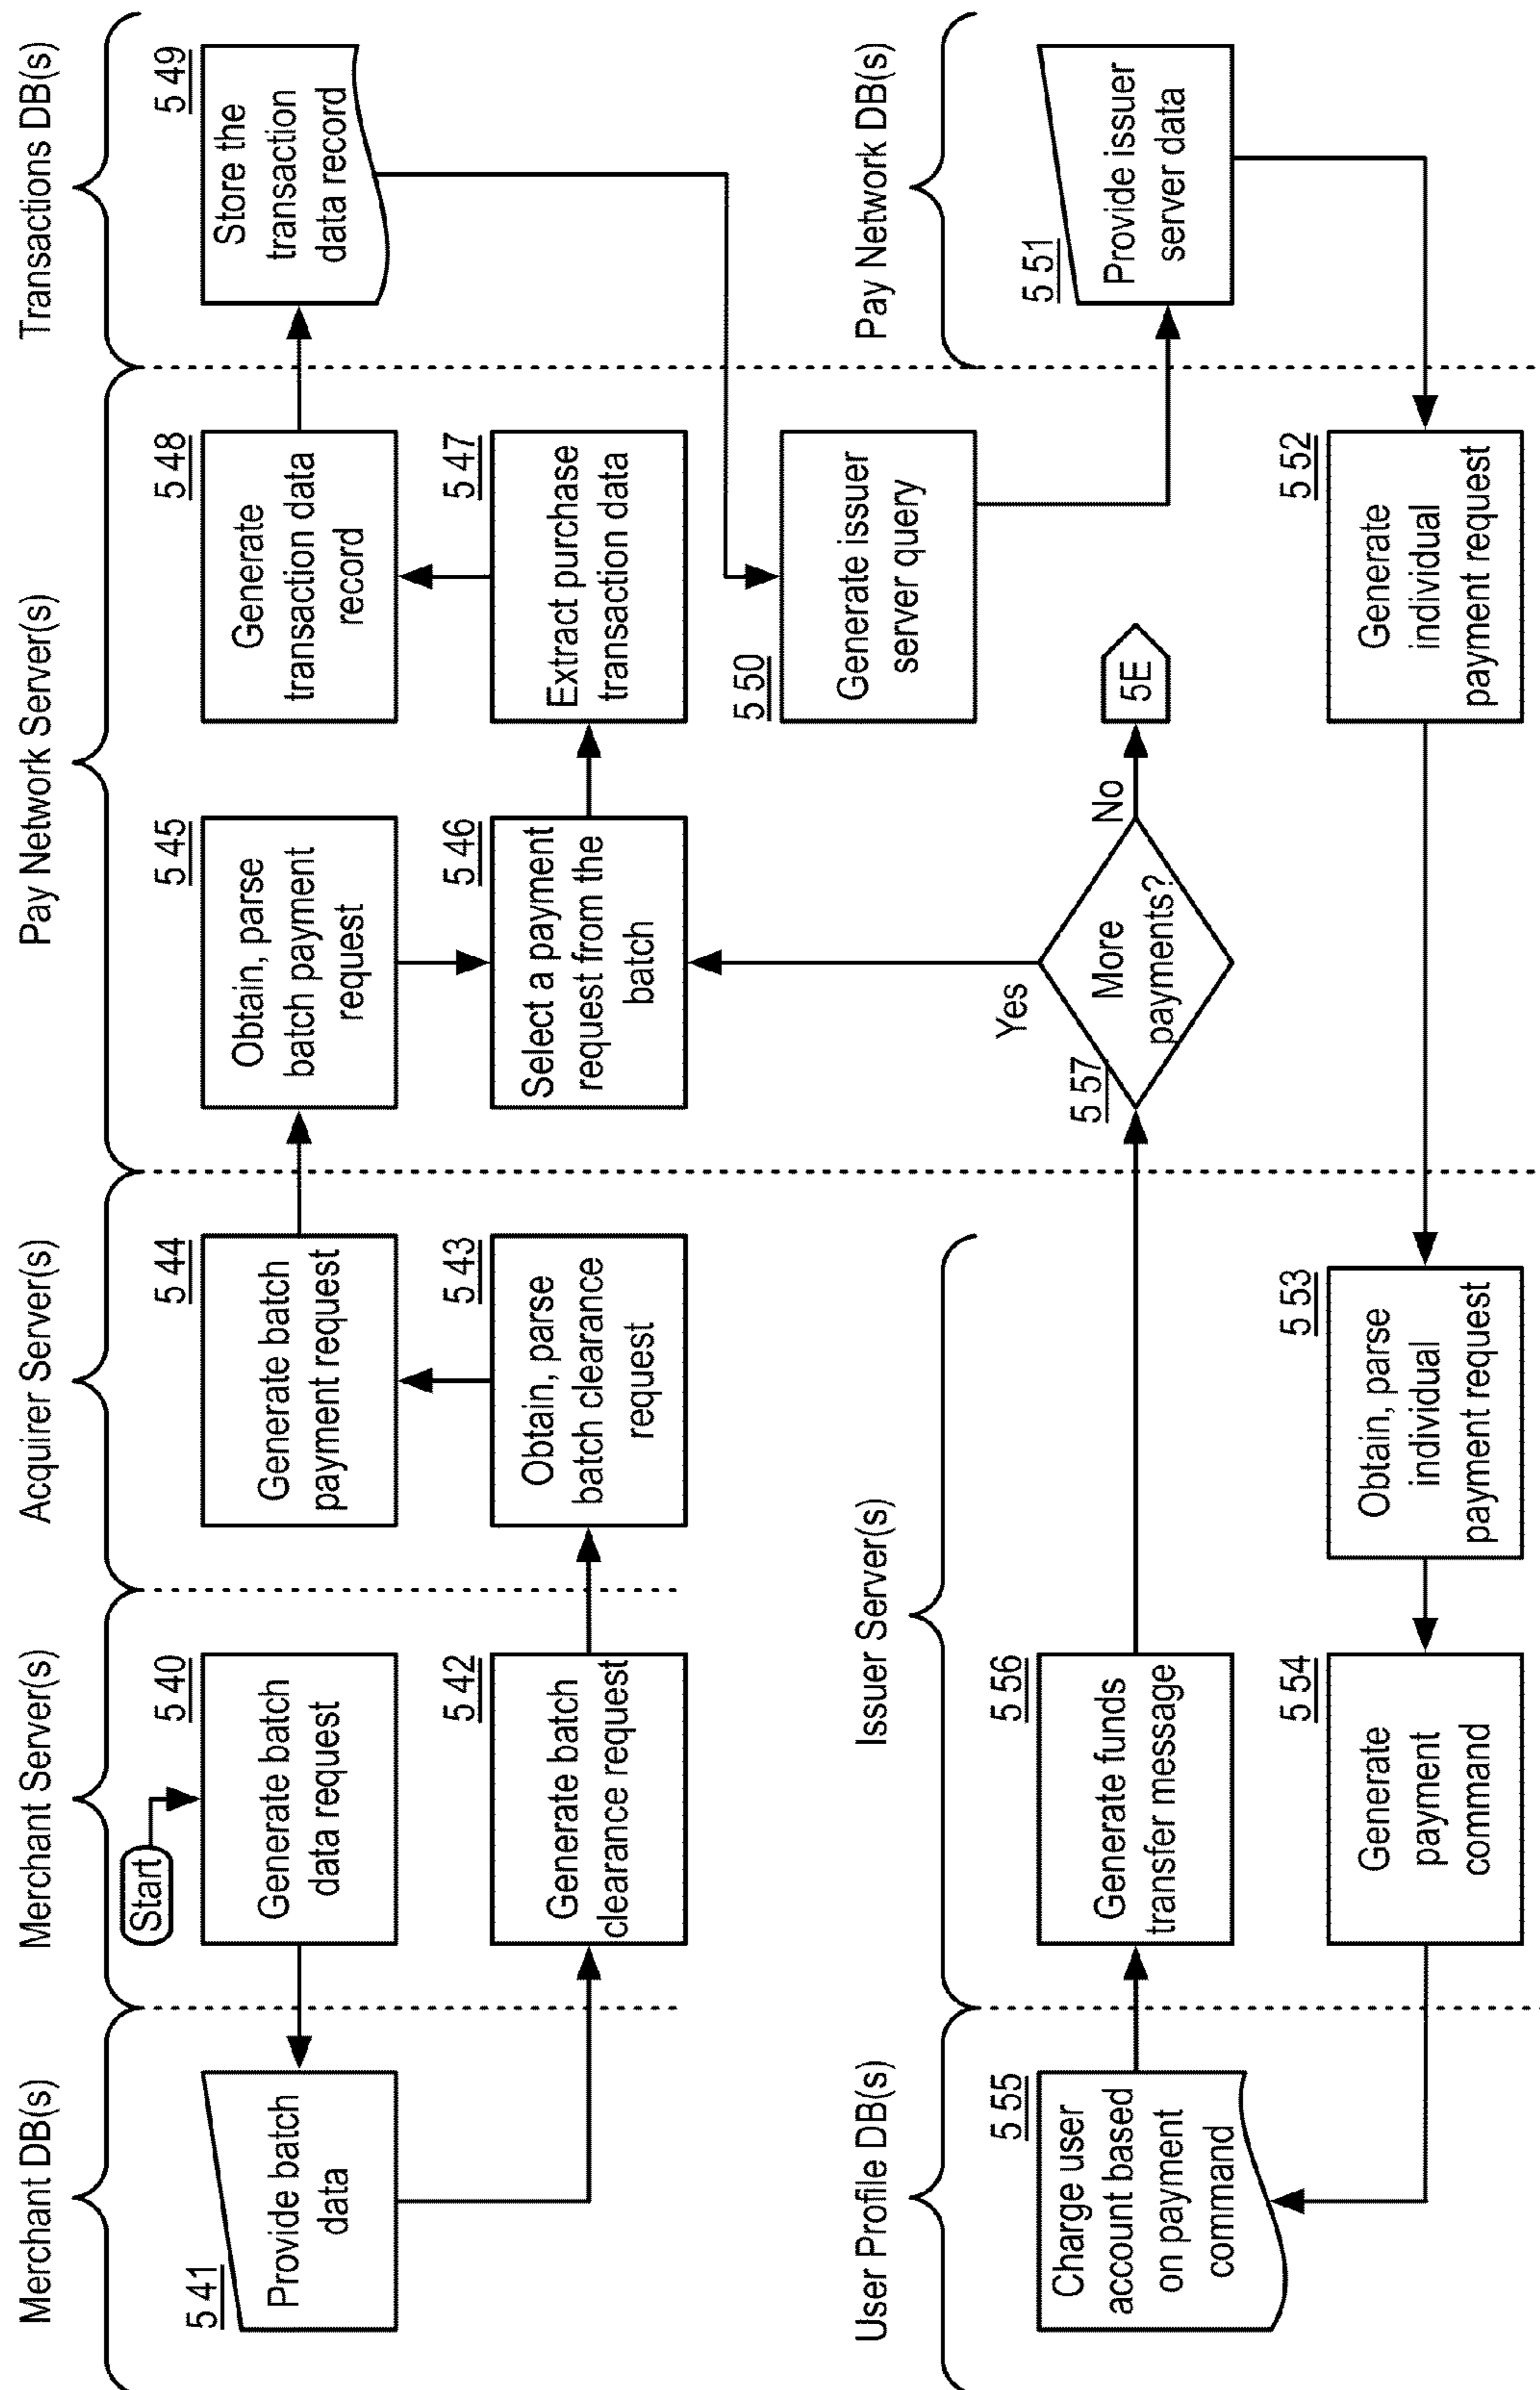 Merchant DB(s)
Merchant Server(s)
Acquirer Server(s)
Pay Network Server(s)
Transactions DB(s)
Start
5 40
Generate batch
data request
5 41
Provide batch
data
5 42
Generate batch
clearance request
5 43
Obtain, parse
batch clearance
request
5 44
Generate batch
payment request
5 45
Obtain, parse
batch payment
request
5 46
Select a payment
request from the
batch
5 47
Extract purchase
transaction data
5 48
Generate
transaction data
record
5 49
Store the
transaction
data record
User Profile DB(s)
Issuer Server(s)
Pay Network DB(s)
5 50
Generate issuer
server query
5 51
Provide issuer
server data
5 52
Generate
individual
payment request
5 53
Obtain, parse
individual
payment request
5 54
Generate
payment
command
5 55
Charge user
account based
on payment
command
5 56
Generate funds
transfer message
5 57
More
payments?
Yes
No
5E